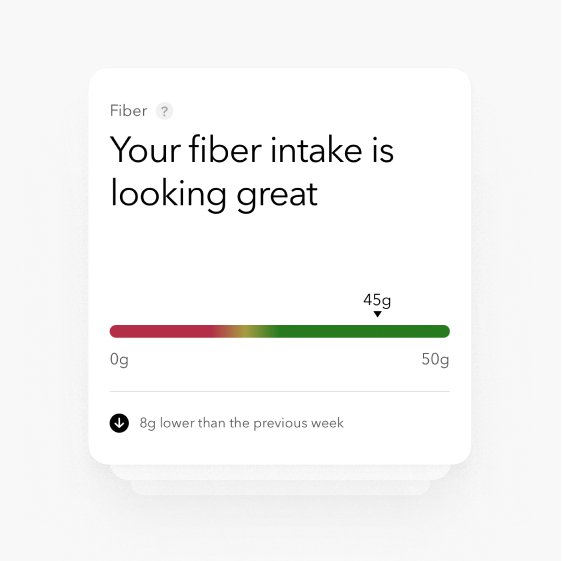 Fiber ?
Your fiber intake is
looking great
45g
0g 50g
8g lower than the previous week